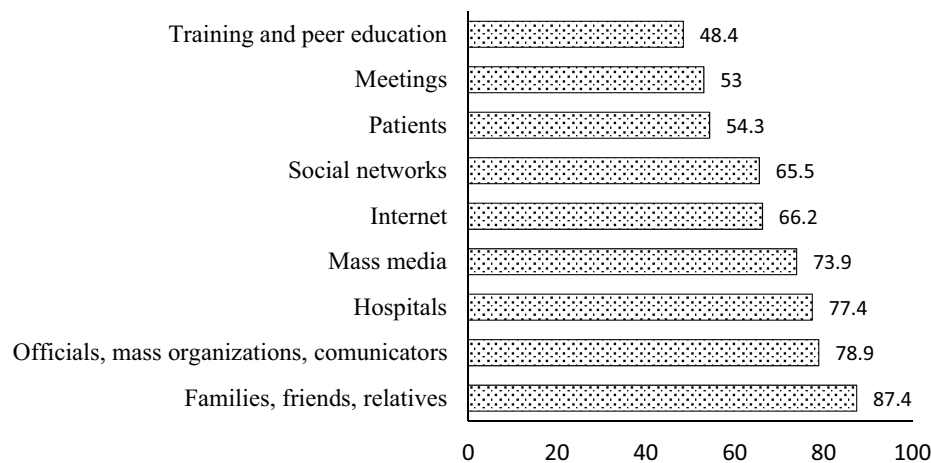 Training and peer education 48.4
Meetings 53
Patients 54.3
Social networks 65.5
Internet 66.2
Mass media 73.9
Hospitals 77.4
Officials, mass organizations, comunicators 78.9
Families, friends, relatives 87.4
0 20 40 60 80 100